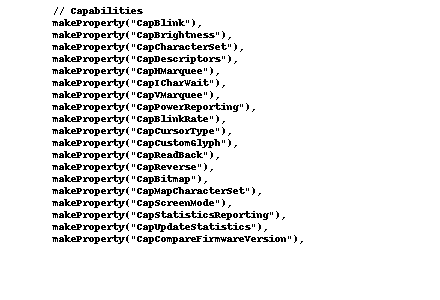 // Capabilities
makeProperty("CapBlink"),
makeProperty("CapBrightness"),
makeProperty("CapCharacterSet"),
makeProperty("CapDescriptors"),
makeProperty("CapHMarquee"),
makeProperty("CapICharWait"),
makeProperty("CapVMarquee"),
makeProperty("CapPowerReporting"),
makeProperty("CapBlinkRate"),
makeProperty("CapCursorType"),
makeProperty("CapCustomGlyph"),
makeProperty("CapReadBack"),
makeProperty("CapReverse"),
makeProperty("CapBitmap"),
makeProperty("CapMapCharacterSet"),
makeProperty("CapScreenMode"),
makeProperty("CapStatisticsReporting"),
makeProperty("CapUpdateStatistics"),
makeProperty("CapCompareFirmwareVersion"),